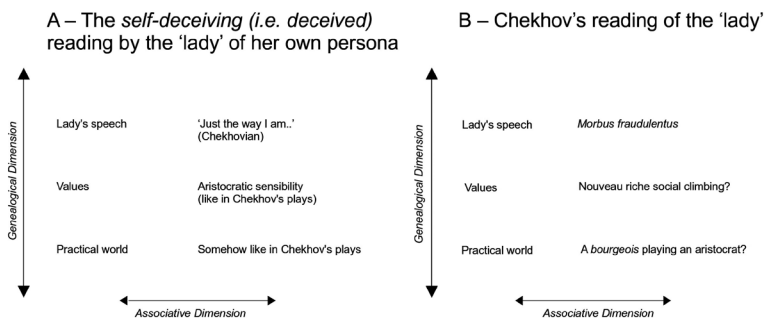 A – The self-deceiving (i.e. deceived)
reading by the ‘lady’ of her own persona
Genealogical Dimension
Lady's speech
‘Just the way I am..’
(Chekhovian)
Values
Aristocratic sensibility
(like in Chekhov's plays)
Practical world
Somehow like in Chekhov's plays
Associative Dimension
B – Chekhov’s reading of the ‘lady’
Genealogical Dimension
Lady's speech
Morbus fraudulentus
Values
Nouveau riche social climbing?
Practical world
A bourgeois playing an aristocrat?
Associative Dimension